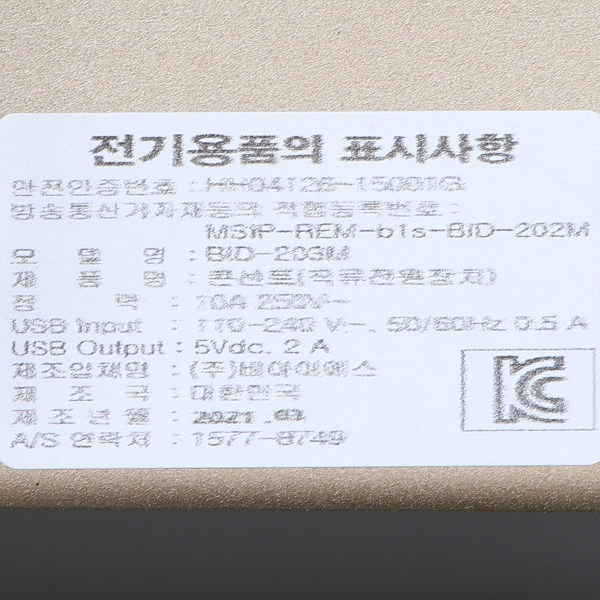 전기용품의 표시사항
안전인증번호 : HH04126-15001G
방송통신기자재등의 적합등록번호 :
MSIP-REM-b1s-BID-202M
모 델 명 : BID-203M
제 품 명 : 콘센트(직류전원장치)
정 격 : 10A 250V~
USB Input : 110-240 V.~, 50/60Hz 0.5 A
USB Output : 5Vdc, 2 A
제조업체명 : (주)비아이에스
제 조 국 : 대한민국
제 조 년 월 : 2021 .03
A/S 연락처 : 1577-8749
KC